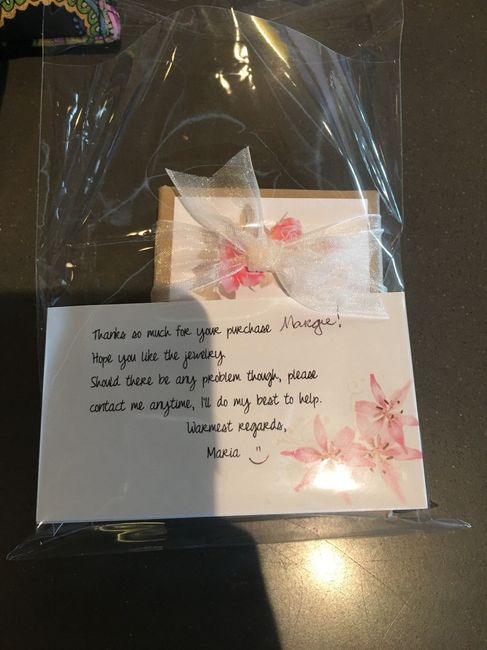 Thanks so much for your purchase Margie!
Hope you like the jewelry.
Should there be any problem though, please
contact me anytime, I'll do my best to help.
Warmest regards,
Maria